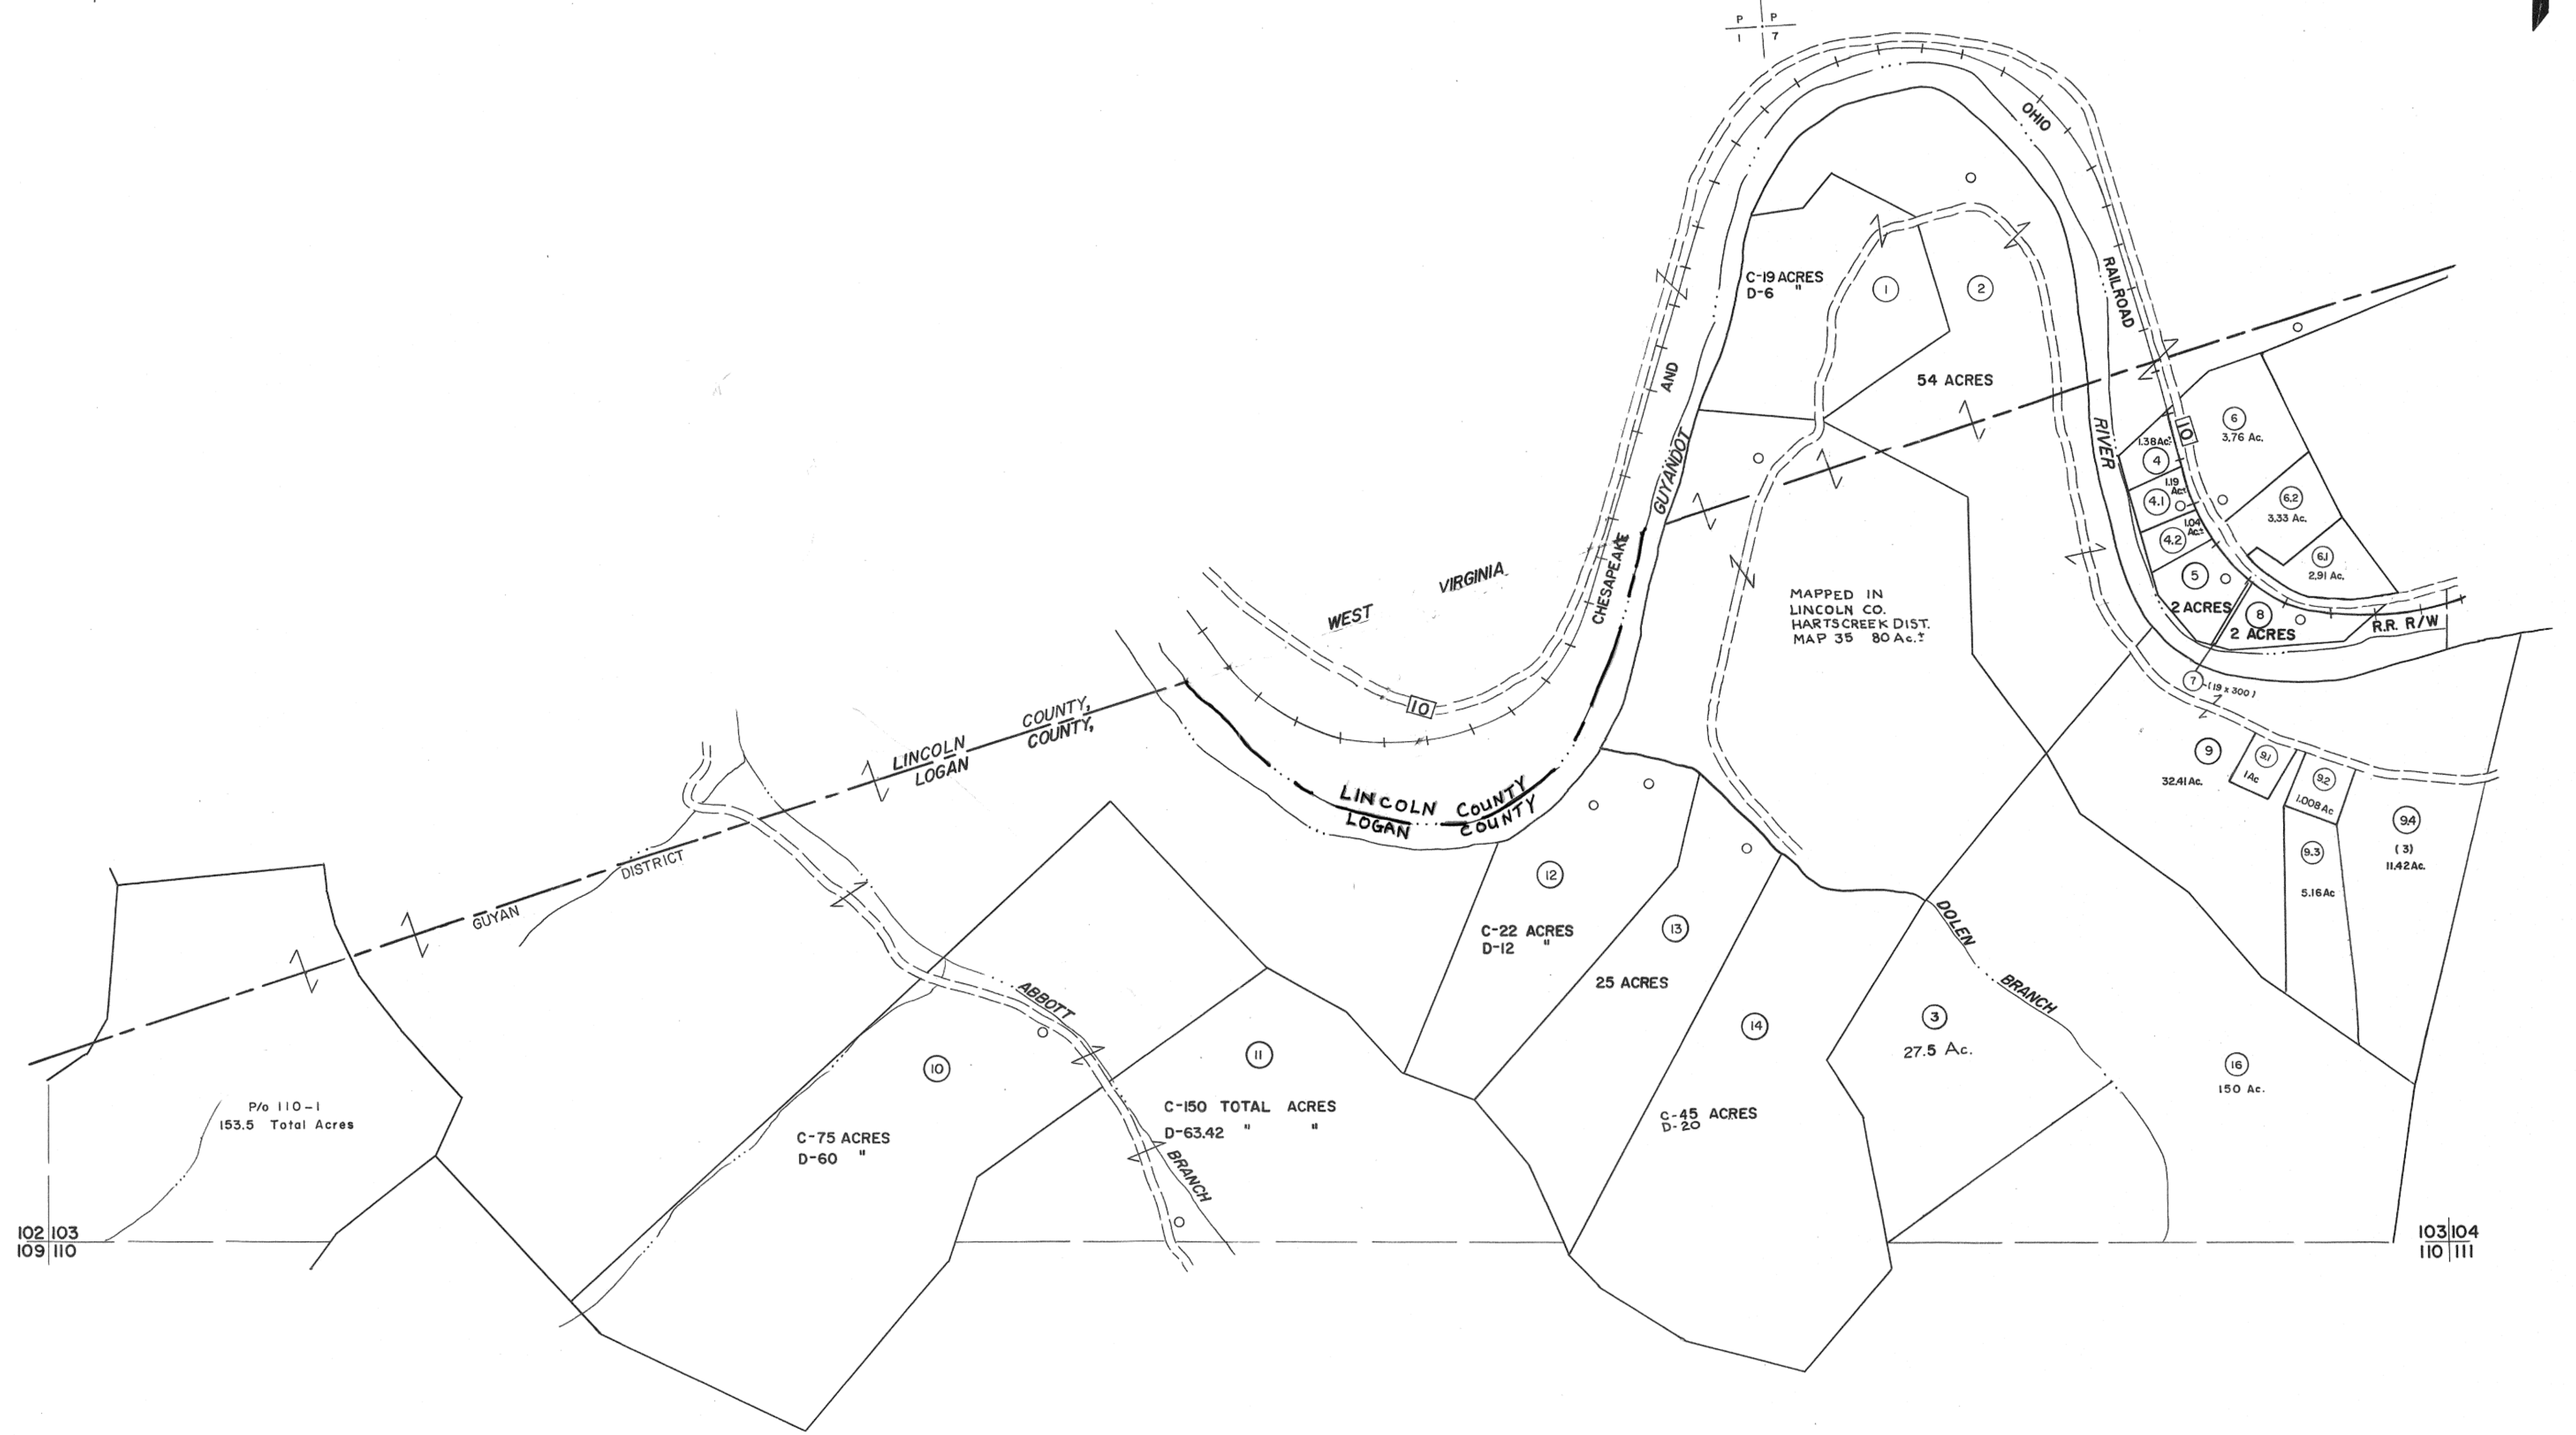 P P
1 7
OHIO
RAILROAD
C-19 ACRES
D-6 "
1
2
54 ACRES
AND
CHESAPEAKE
GUYANDOT
RIVER
10
6
3.76 Ac.
1.38 Ac.±
4
1.19
Ac.±
4.1
1.04
Ac.±
4.2
6.2
3.33 Ac.
6.1
2.91 Ac.
5
2 ACRES
8
2 ACRES
R.R. R/W
7 (19 x 300)
MAPPED IN
LINCOLN CO.
HARTS CREEK DIST.
MAP 35 80 Ac.±
WEST VIRGINIA
10
LINCOLN COUNTY,
LOGAN COUNTY,
LINCOLN COUNTY
LOGAN COUNTY
GUYAN DISTRICT
9
32.41 Ac.
9.1
1 Ac
9.2
1.008 Ac
9.3
5.16 Ac
9.4
(3)
11.42 Ac.
12
C-22 ACRES
D-12 "
13
25 ACRES
14
C-45 ACRES
D-20
DOLEN BRANCH
3
27.5 Ac.
16
150 Ac.
ABBOTT BRANCH
10
C-75 ACRES
D-60 "
11
C-150 TOTAL ACRES
D-63.42 " "
P/o 110-1
153.5 Total Acres
102 103
109 110
103 104
110 111